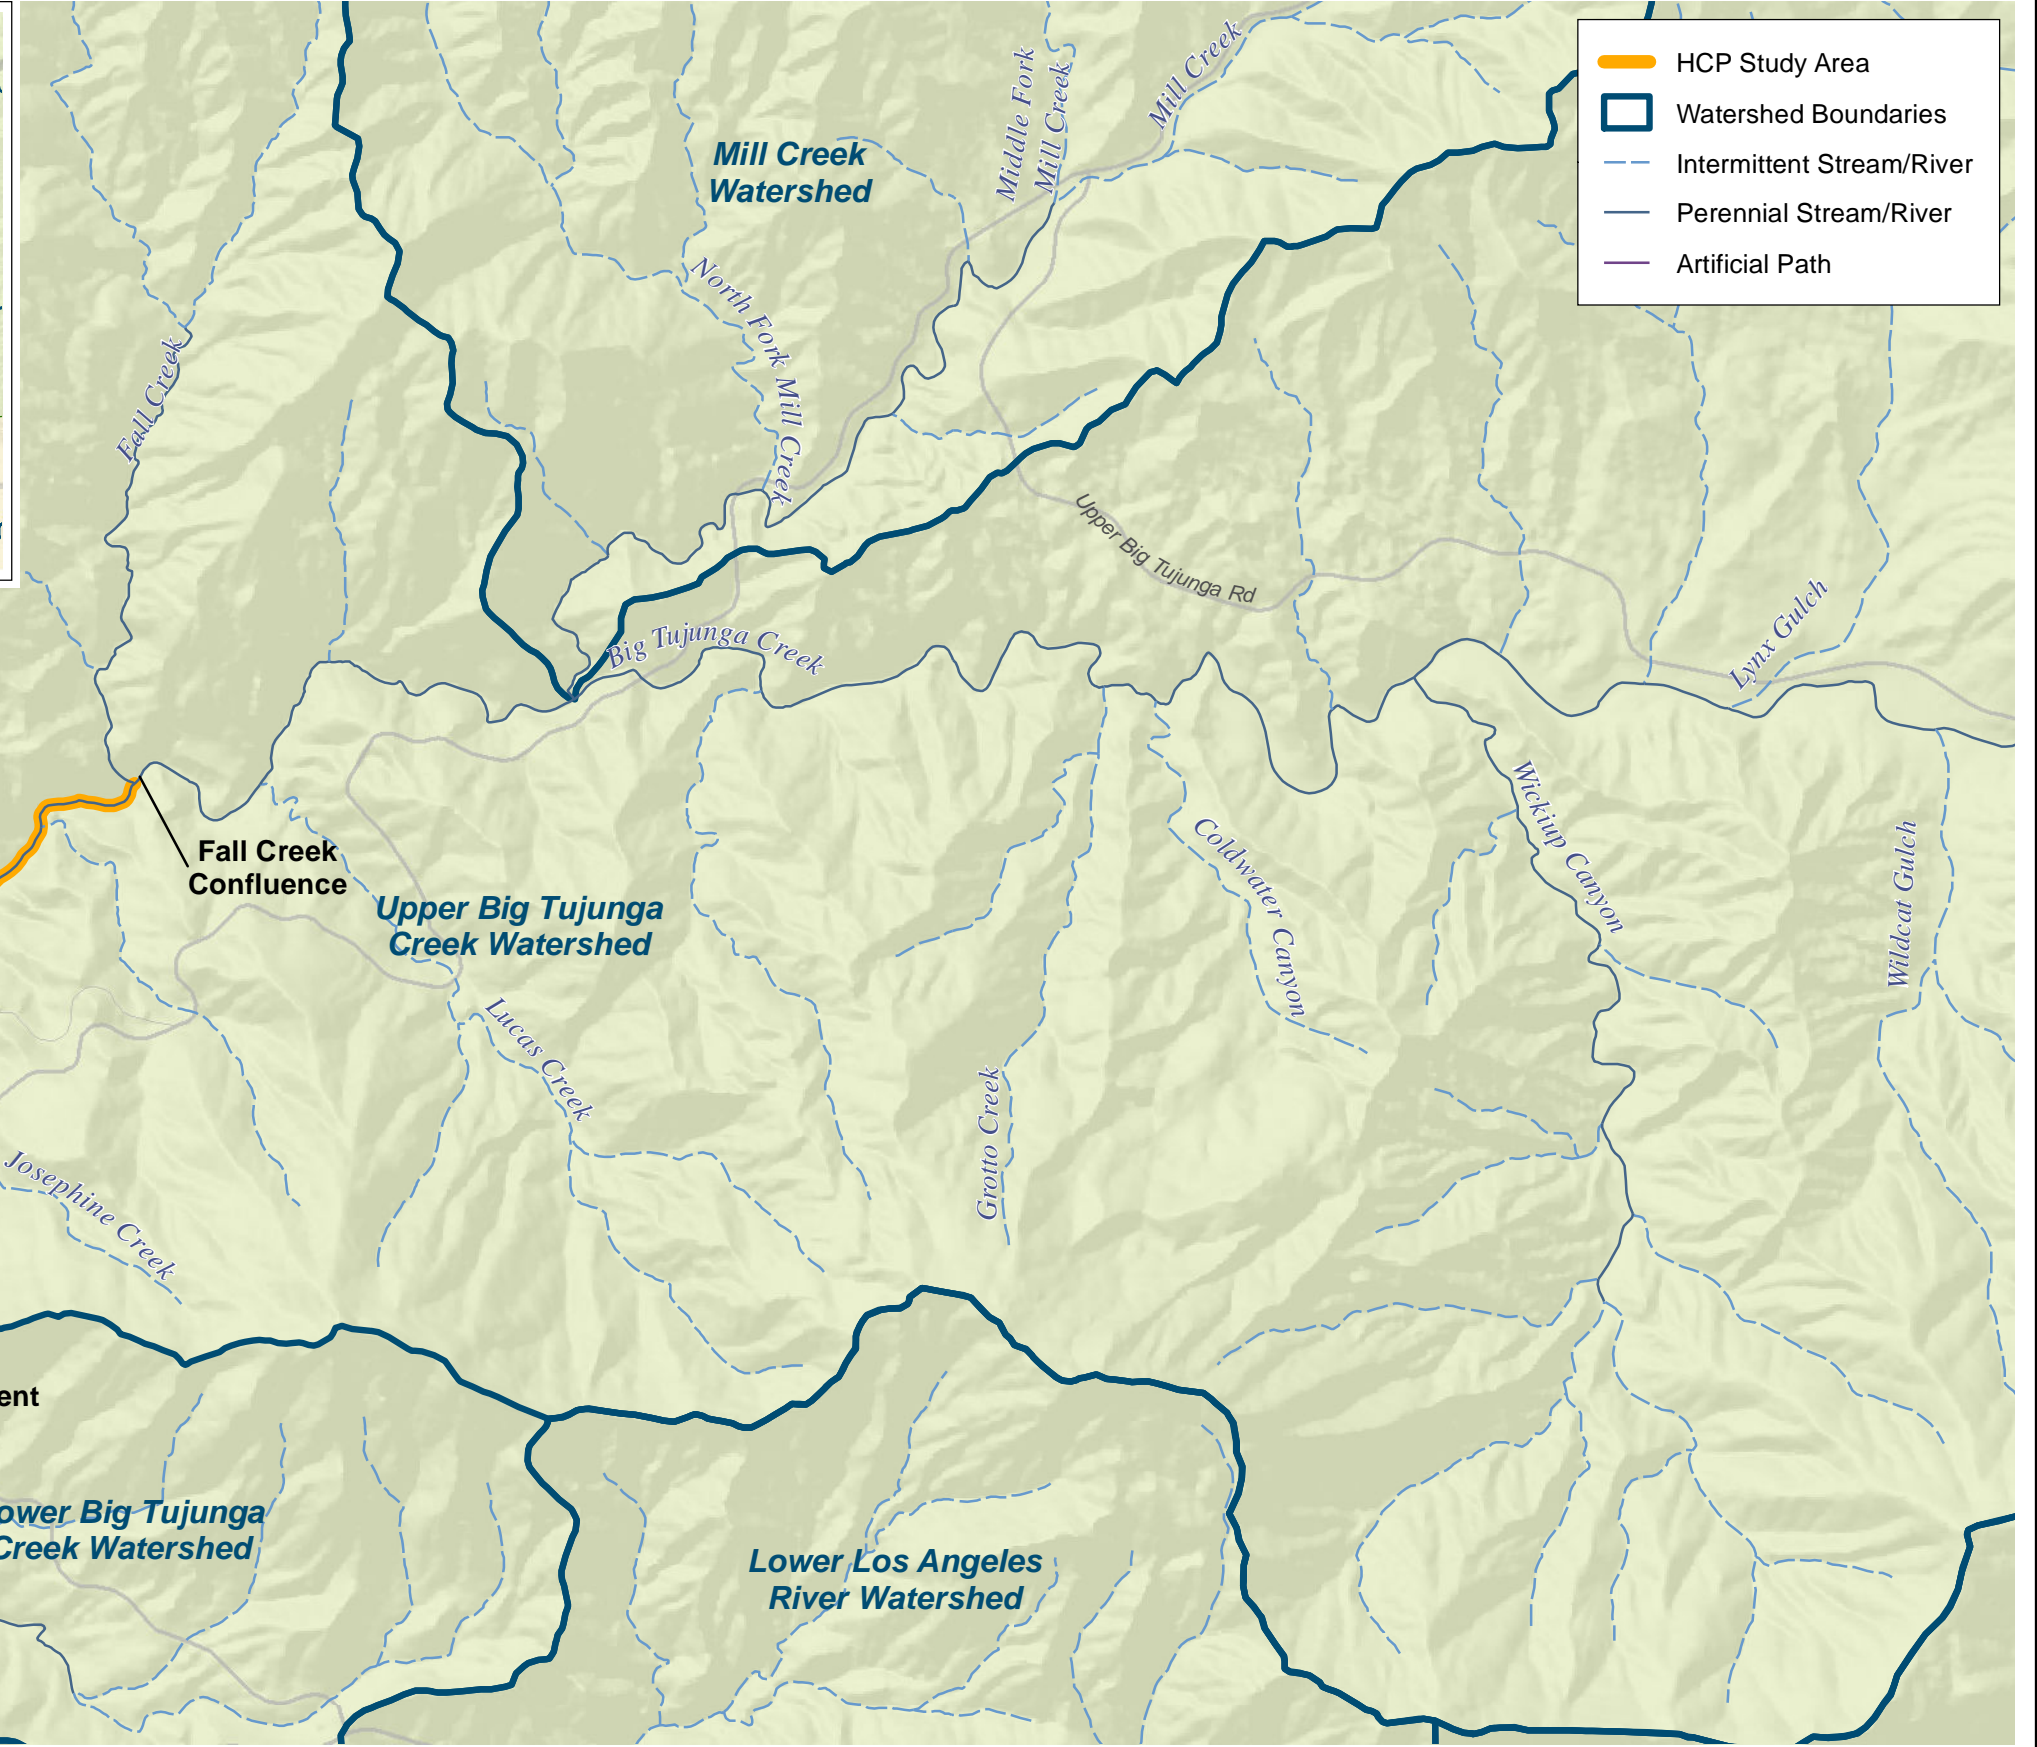 HCP Study Area
Watershed Boundaries
Intermittent Stream/River
Perennial Stream/River
Artificial Path
Mill Creek
Watershed
Middle Fork
Mill Creek
Mill Creek
North Fork Mill Creek
Fall Creek
Upper Big Tujunga Rd
Big Tujunga Creek
Lynx Gulch
Fall Creek
Confluence
Upper Big Tujunga
Creek Watershed
Coldwater Canyon
Wickiup Canyon
Wildcat Gulch
Lucas Creek
Grotto Creek
Josephine Creek
ent
ower Big Tujunga
Creek Watershed
Lower Los Angeles
River Watershed